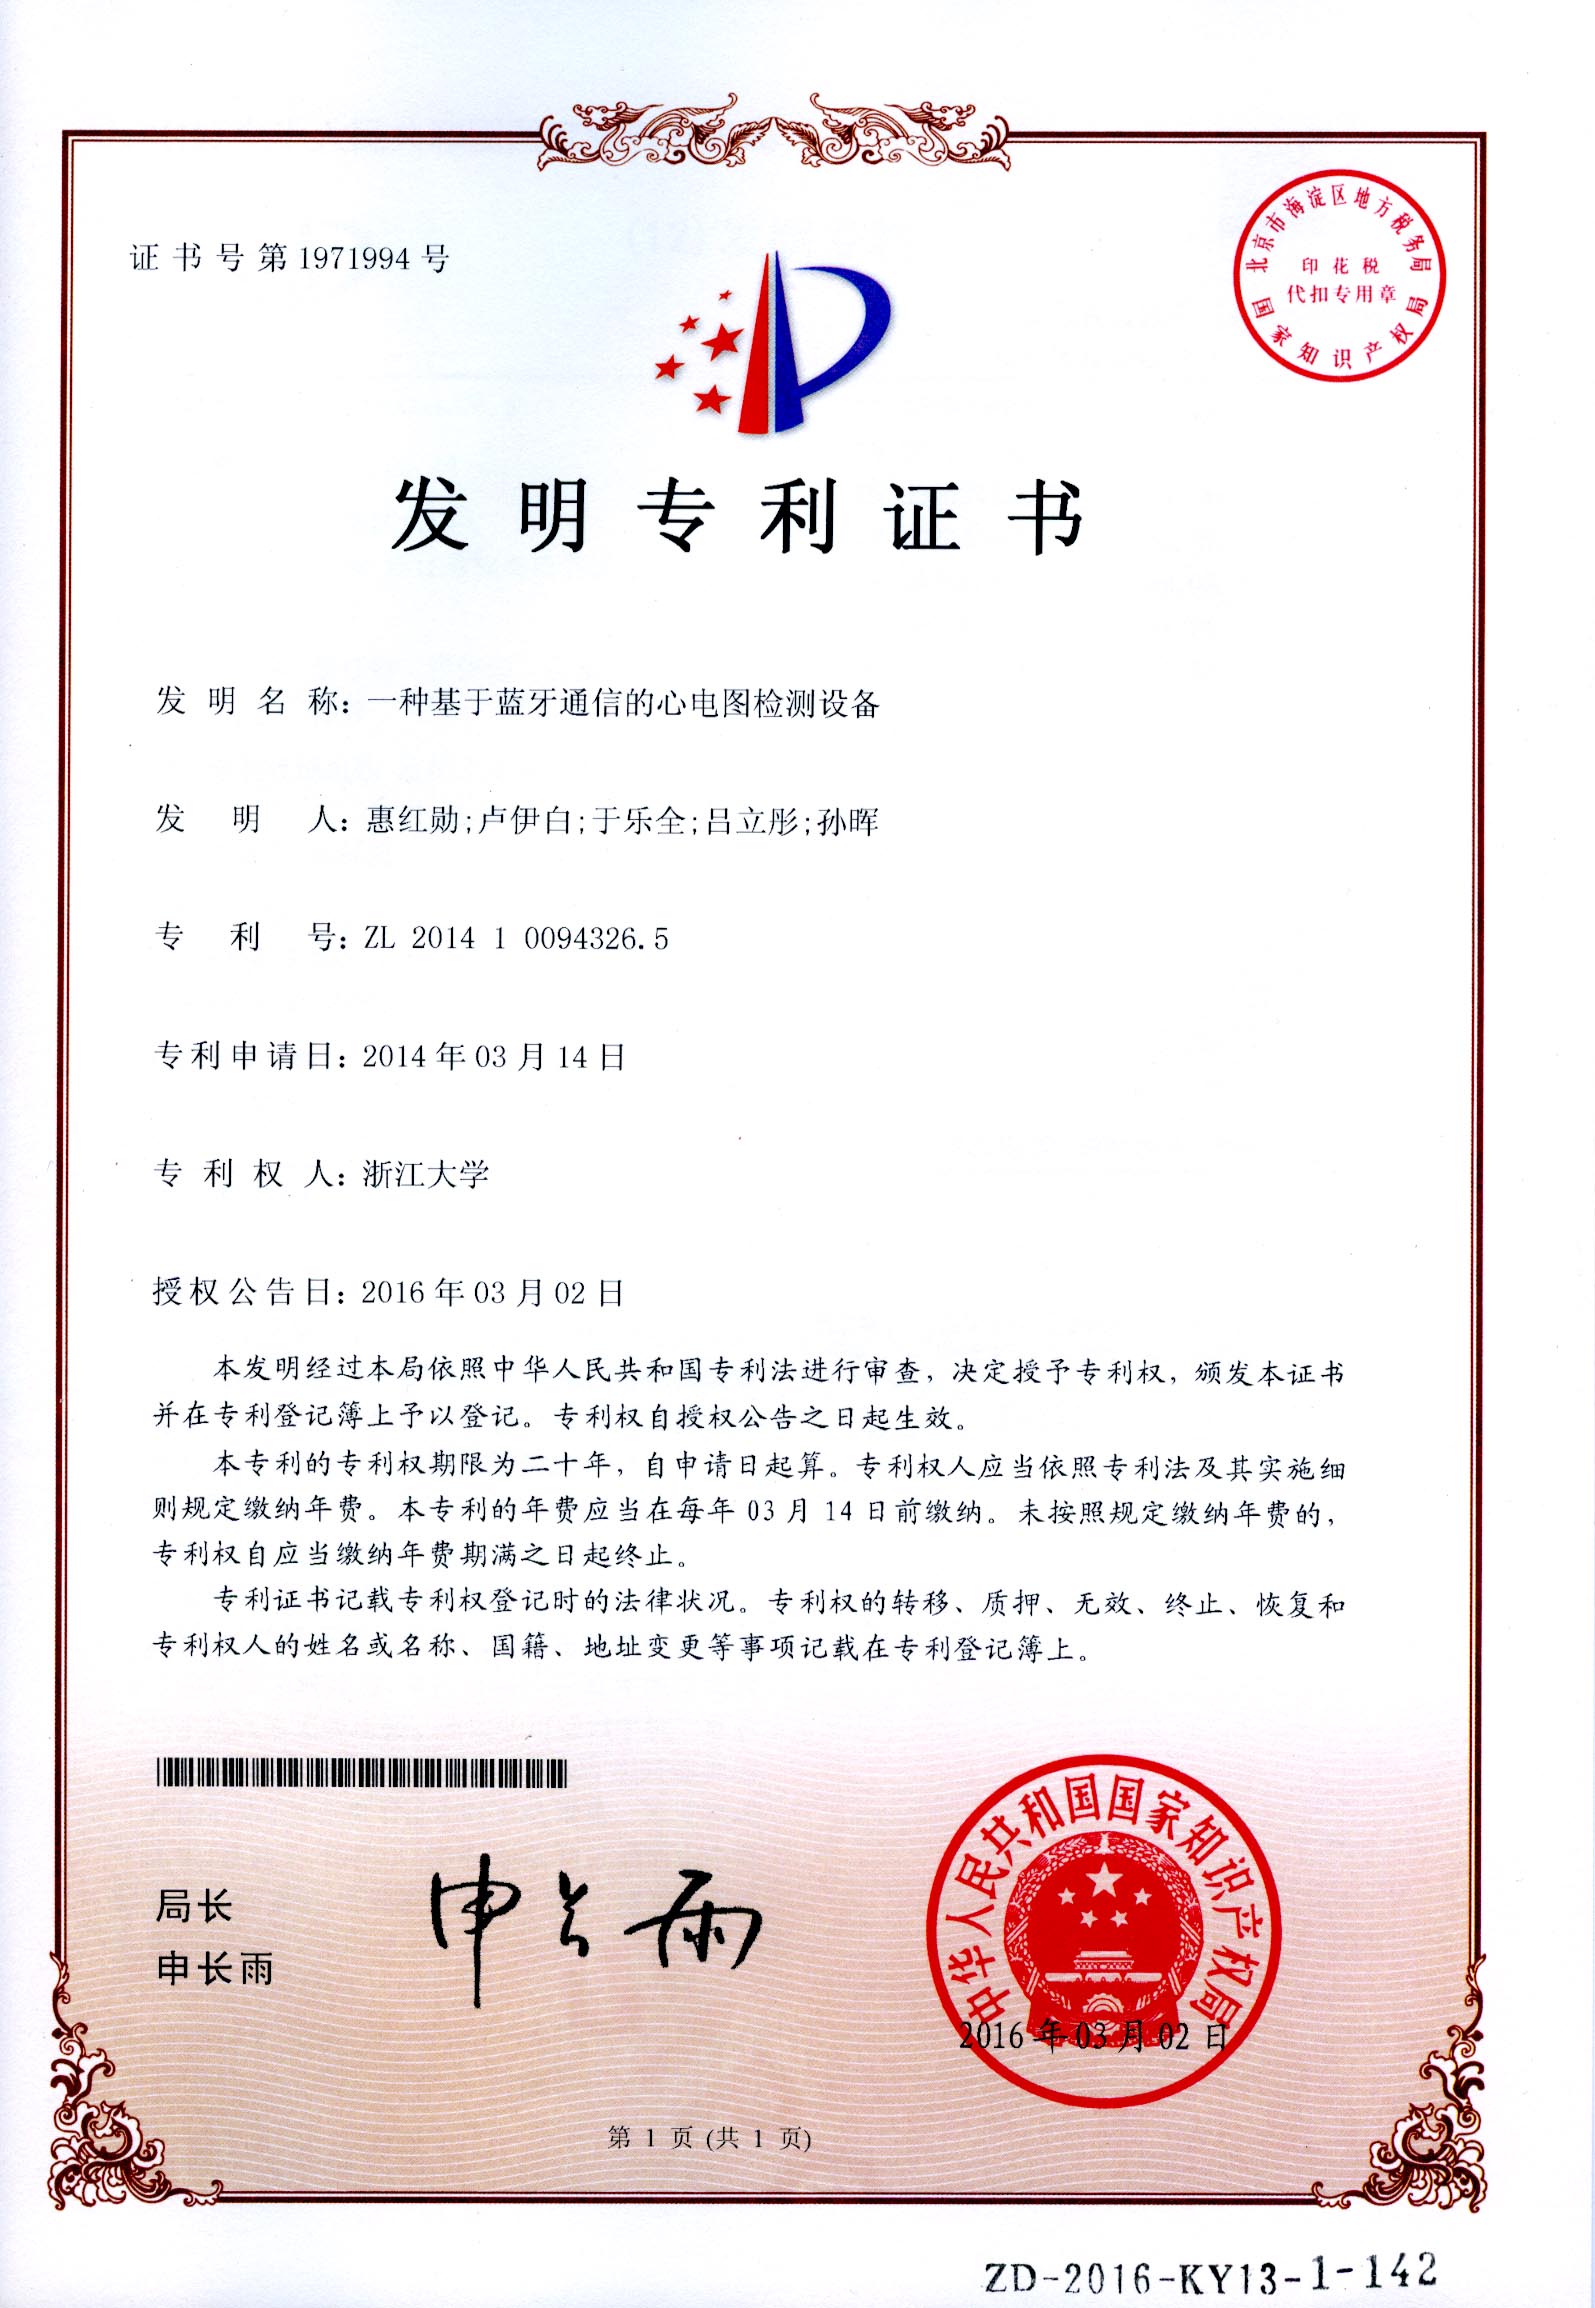 证书号第1971994号
北京市海淀区地方税务局
印花税
代扣专用章
国家知识产权局
发明专利证书
发明名称：一种基于蓝牙通信的心电图检测设备
发明人：惠红勋;卢伊白;于乐全;吕立彤;孙晖
专利号：ZL 2014 1 0094326.5
专利申请日：2014年03月14日
专利权人：浙江大学
授权公告日：2016年03月02日
本发明经过本局依照中华人民共和国专利法进行审查，决定授予专利权，颁发本证书
并在专利登记簿上予以登记。专利权自授权公告之日起生效。
本专利的专利权期限为二十年，自申请日起算。专利权人应当依照专利法及其实施细
则规定缴纳年费。本专利的年费应当在每年 03 月 14 日前缴纳。未按照规定缴纳年费的，
专利权自应当缴纳年费期满之日起终止。
专利证书记载专利权登记时的法律状况。专利权的转移、质押、无效、终止、恢复和
专利权人的姓名或名称、国籍、地址变更等事项记载在专利登记簿上。
局长
申长雨
申长雨
中华人民共和国国家知识产权局
2016年03月02日
第 1 页 (共 1 页)
ZD-2016-KY13-1-142